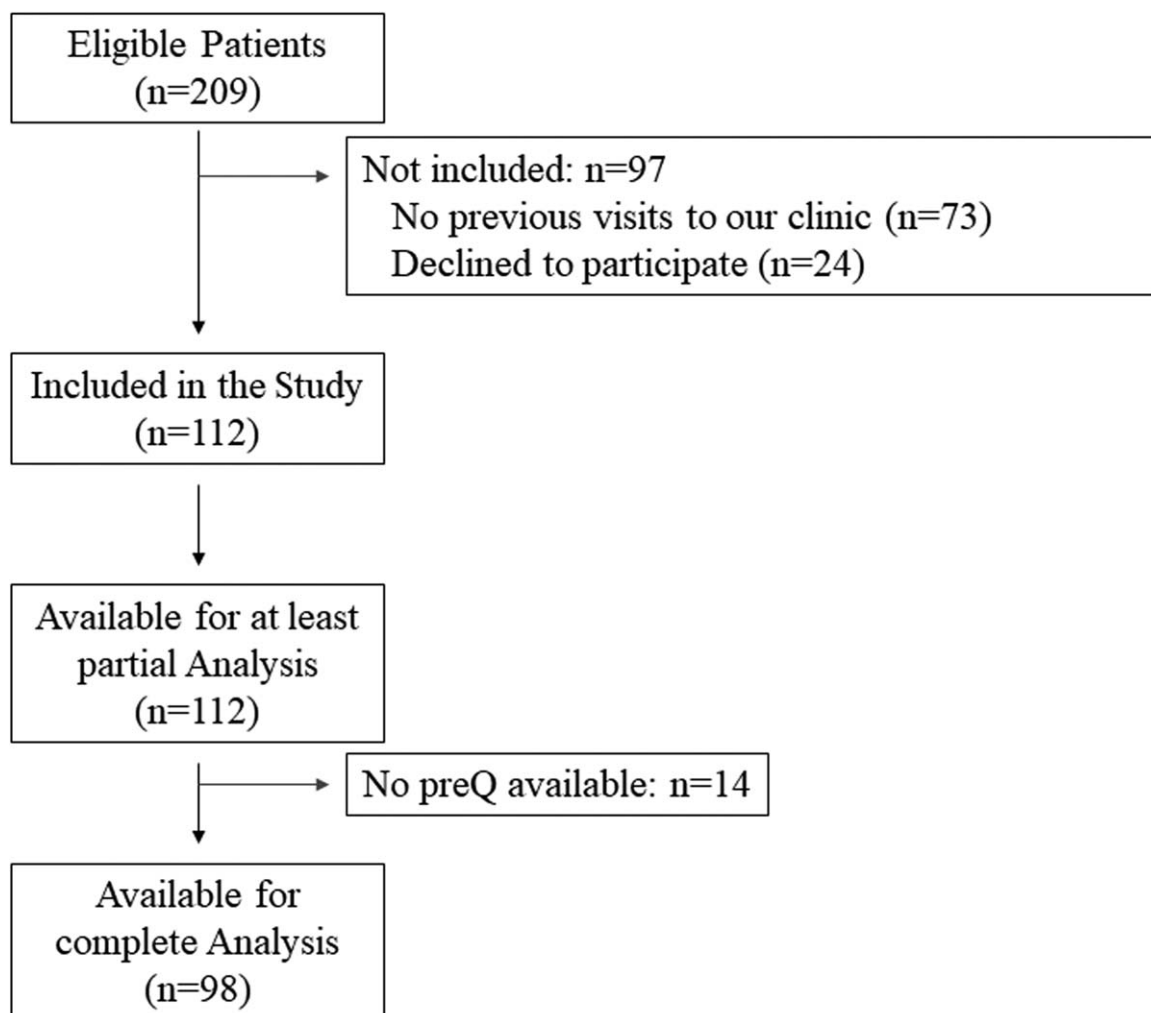 Eligible Patients
(n=209)
Not included: n=97
No previous visits to our clinic (n=73)
Declined to participate (n=24)
Included in the Study
(n=112)
Available for at least
partial Analysis
(n=112)
No preQ available: n=14
Available for
complete Analysis
(n=98)